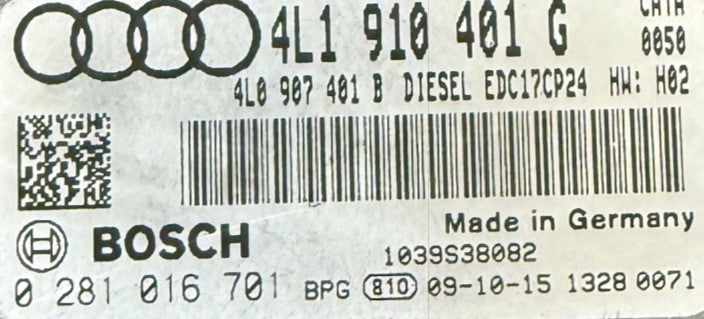 4L1 910 401 G
0050
4L0 907 401 B DIESEL EDC17CP24 HW: H02
Made in Germany
BOSCH
1039S38082
0 281 016 701 BPG 810 09-10-15 1328 0071